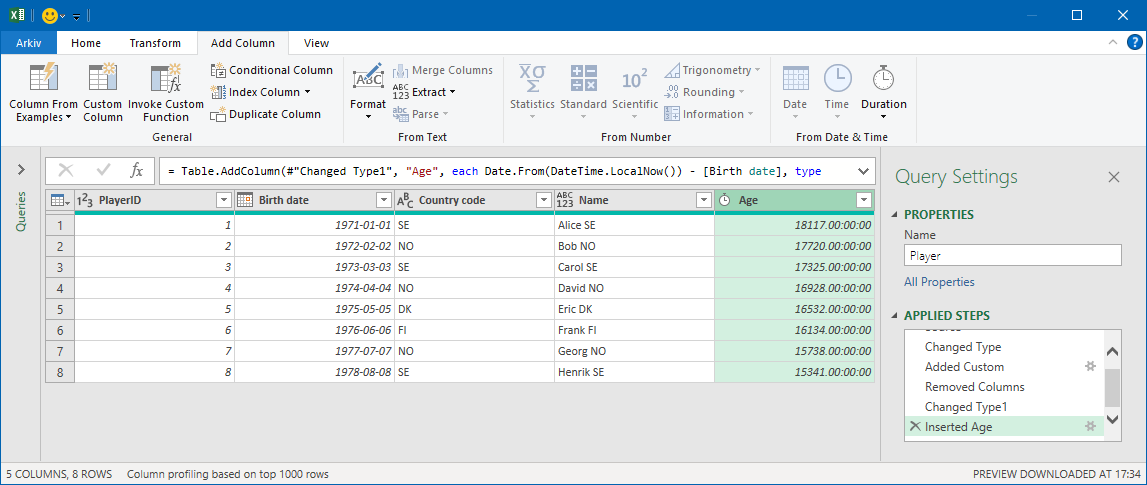 Arkiv Home Transform Add Column View
Column From Examples
Custom Column
Invoke Custom Function
Conditional Column
Index Column
Duplicate Column
General
Format
Merge Columns
Extract
Parse
From Text
Statistics
Standard
Scientific
Trigonometry
Rounding
Information
From Number
Date
Time
Duration
From Date & Time
Queries
fx = Table.AddColumn(#"Changed Type1", "Age", each Date.From(DateTime.LocalNow()) - [Birth date], type
PlayerID Birth date Country code Name Age
1 1 1971-01-01 SE Alice SE 18117.00:00:00
2 2 1972-02-02 NO Bob NO 17720.00:00:00
3 3 1973-03-03 SE Carol SE 17325.00:00:00
4 4 1974-04-04 NO David NO 16928.00:00:00
5 5 1975-05-05 DK Eric DK 16532.00:00:00
6 6 1976-06-06 FI Frank FI 16134.00:00:00
7 7 1977-07-07 NO Georg NO 15738.00:00:00
8 8 1978-08-08 SE Henrik SE 15341.00:00:00
Query Settings
PROPERTIES
Name
Player
All Properties
APPLIED STEPS
Changed Type
Added Custom
Removed Columns
Changed Type1
Inserted Age
5 COLUMNS, 8 ROWS Column profiling based on top 1000 rows PREVIEW DOWNLOADED AT 17:34